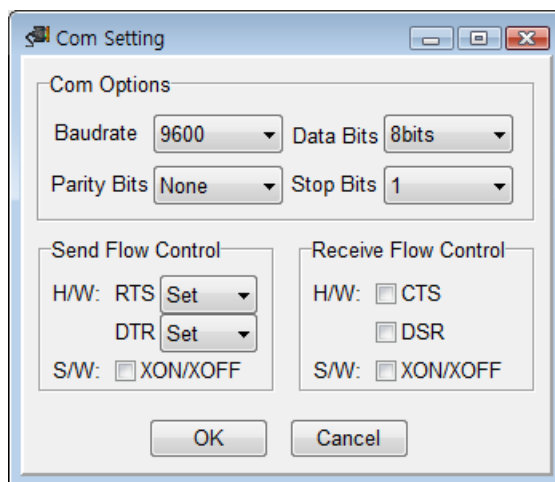 Com Setting
Com Options
Baudrate 9600 Data Bits 8bits
Parity Bits None Stop Bits 1
Send Flow Control
H/W: RTS Set
DTR Set
S/W: XON/XOFF
Receive Flow Control
H/W: CTS
DSR
S/W: XON/XOFF
OK Cancel